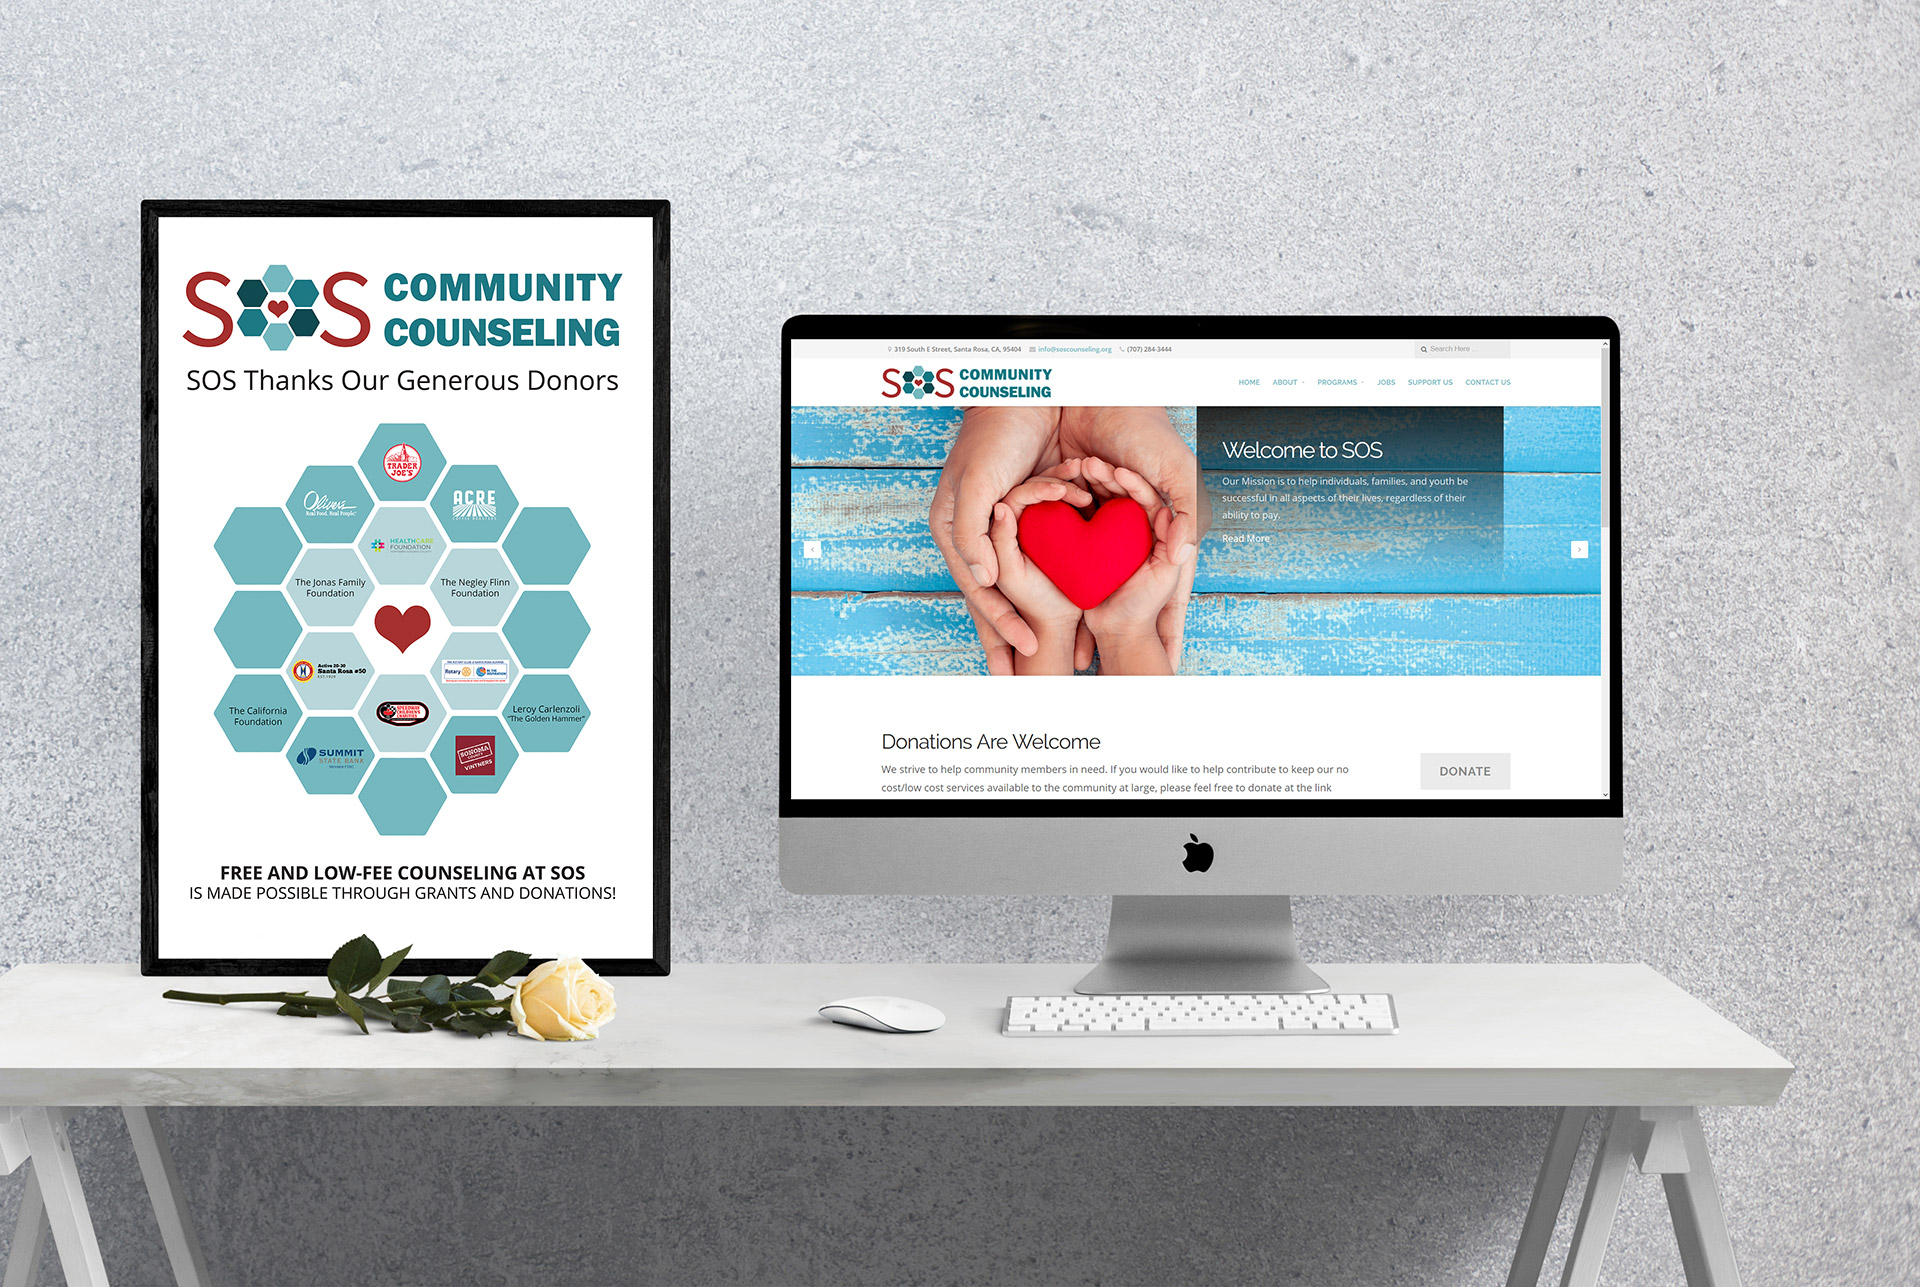 SOS COMMUNITY
COUNSELING
SOS Thanks Our Generous Donors
TRADER
JOE'S
Oliver's
Real Food. Real People.
ACRE
COFFEE ROASTERS
HEALTHCARE
FOUNDATION
The Jonas Family
Foundation
The Negley Flinn
Foundation
Active 20-30
Santa Rosa #50
EST. 1929
Rotary
SPEEDWAY
CHILDREN'S
CHARITIES
The California
Foundation
Leroy Carlenzoli
"The Golden Hammer"
SUMMIT
STATE BANK
SONOMA
COUNTY
VINTNERS
FREE AND LOW-FEE COUNSELING AT SOS
IS MADE POSSIBLE THROUGH GRANTS AND DONATIONS!
319 South E Street, Santa Rosa, CA, 95404 info@soscounseling.org (707) 284-3444 Search Here ...
SOS COMMUNITY
COUNSELING
HOME ABOUT PROGRAMS JOBS SUPPORT US CONTACT US
Welcome to SOS
Our Mission is to help individuals, families, and youth be
successful in all aspects of their lives, regardless of their
ability to pay.
Read More
Donations Are Welcome
We strive to help community members in need. If you would like to help contribute to keep our no
cost/low cost services available to the community at large, please feel free to donate at the link
DONATE